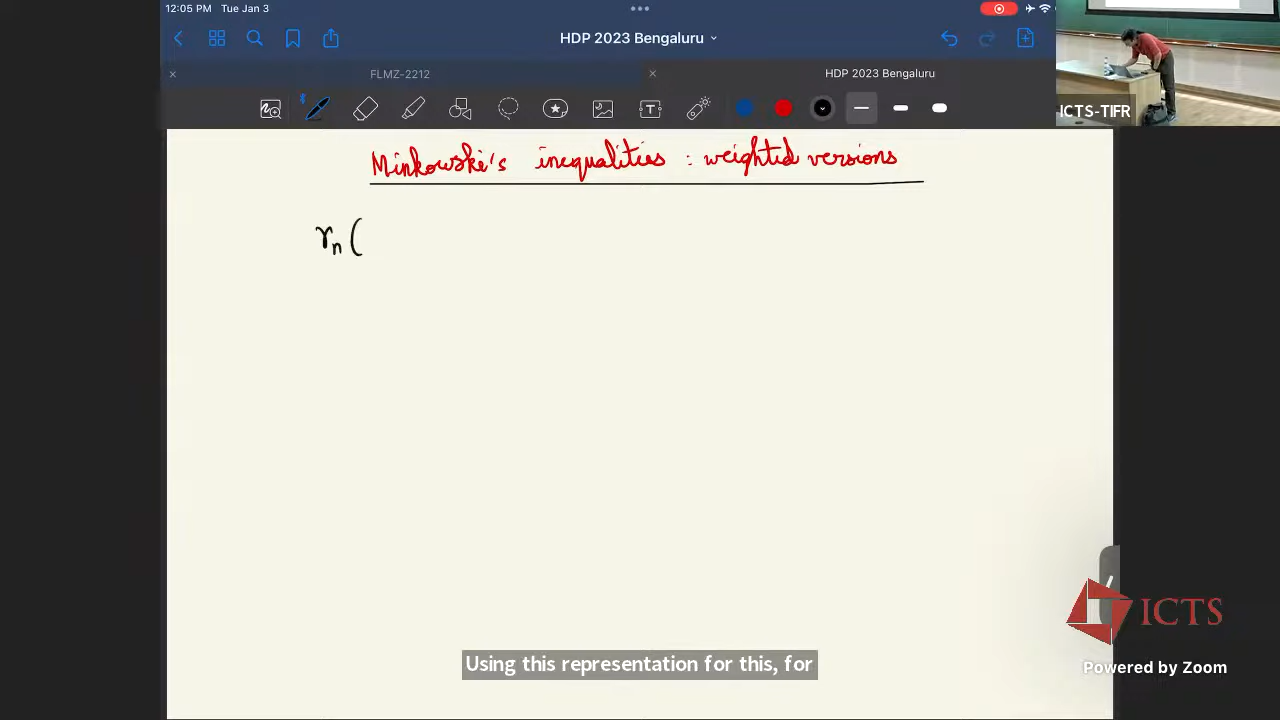 12:05 PM Tue Jan 3
HDP 2023 Bengaluru
FLMZ-2212
HDP 2023 Bengaluru
ICTS-TIFR
Minkowski's inequalities : weighted versions
γₙ (
ICTS
Using this representation for this, for
Powered by Zoom